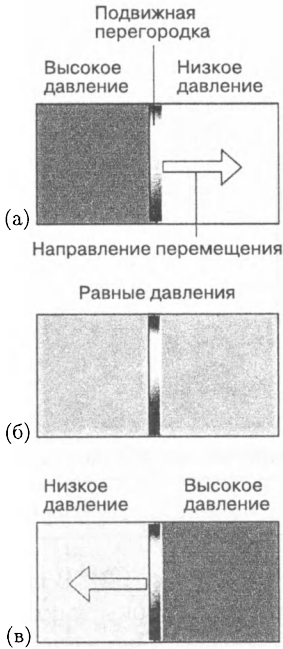 Подвижная
перегородка
Высокое
давление
Низкое
давление
(а)
Направление перемещения
Равные давления
(б)
Низкое
давление
Высокое
давление
(в)